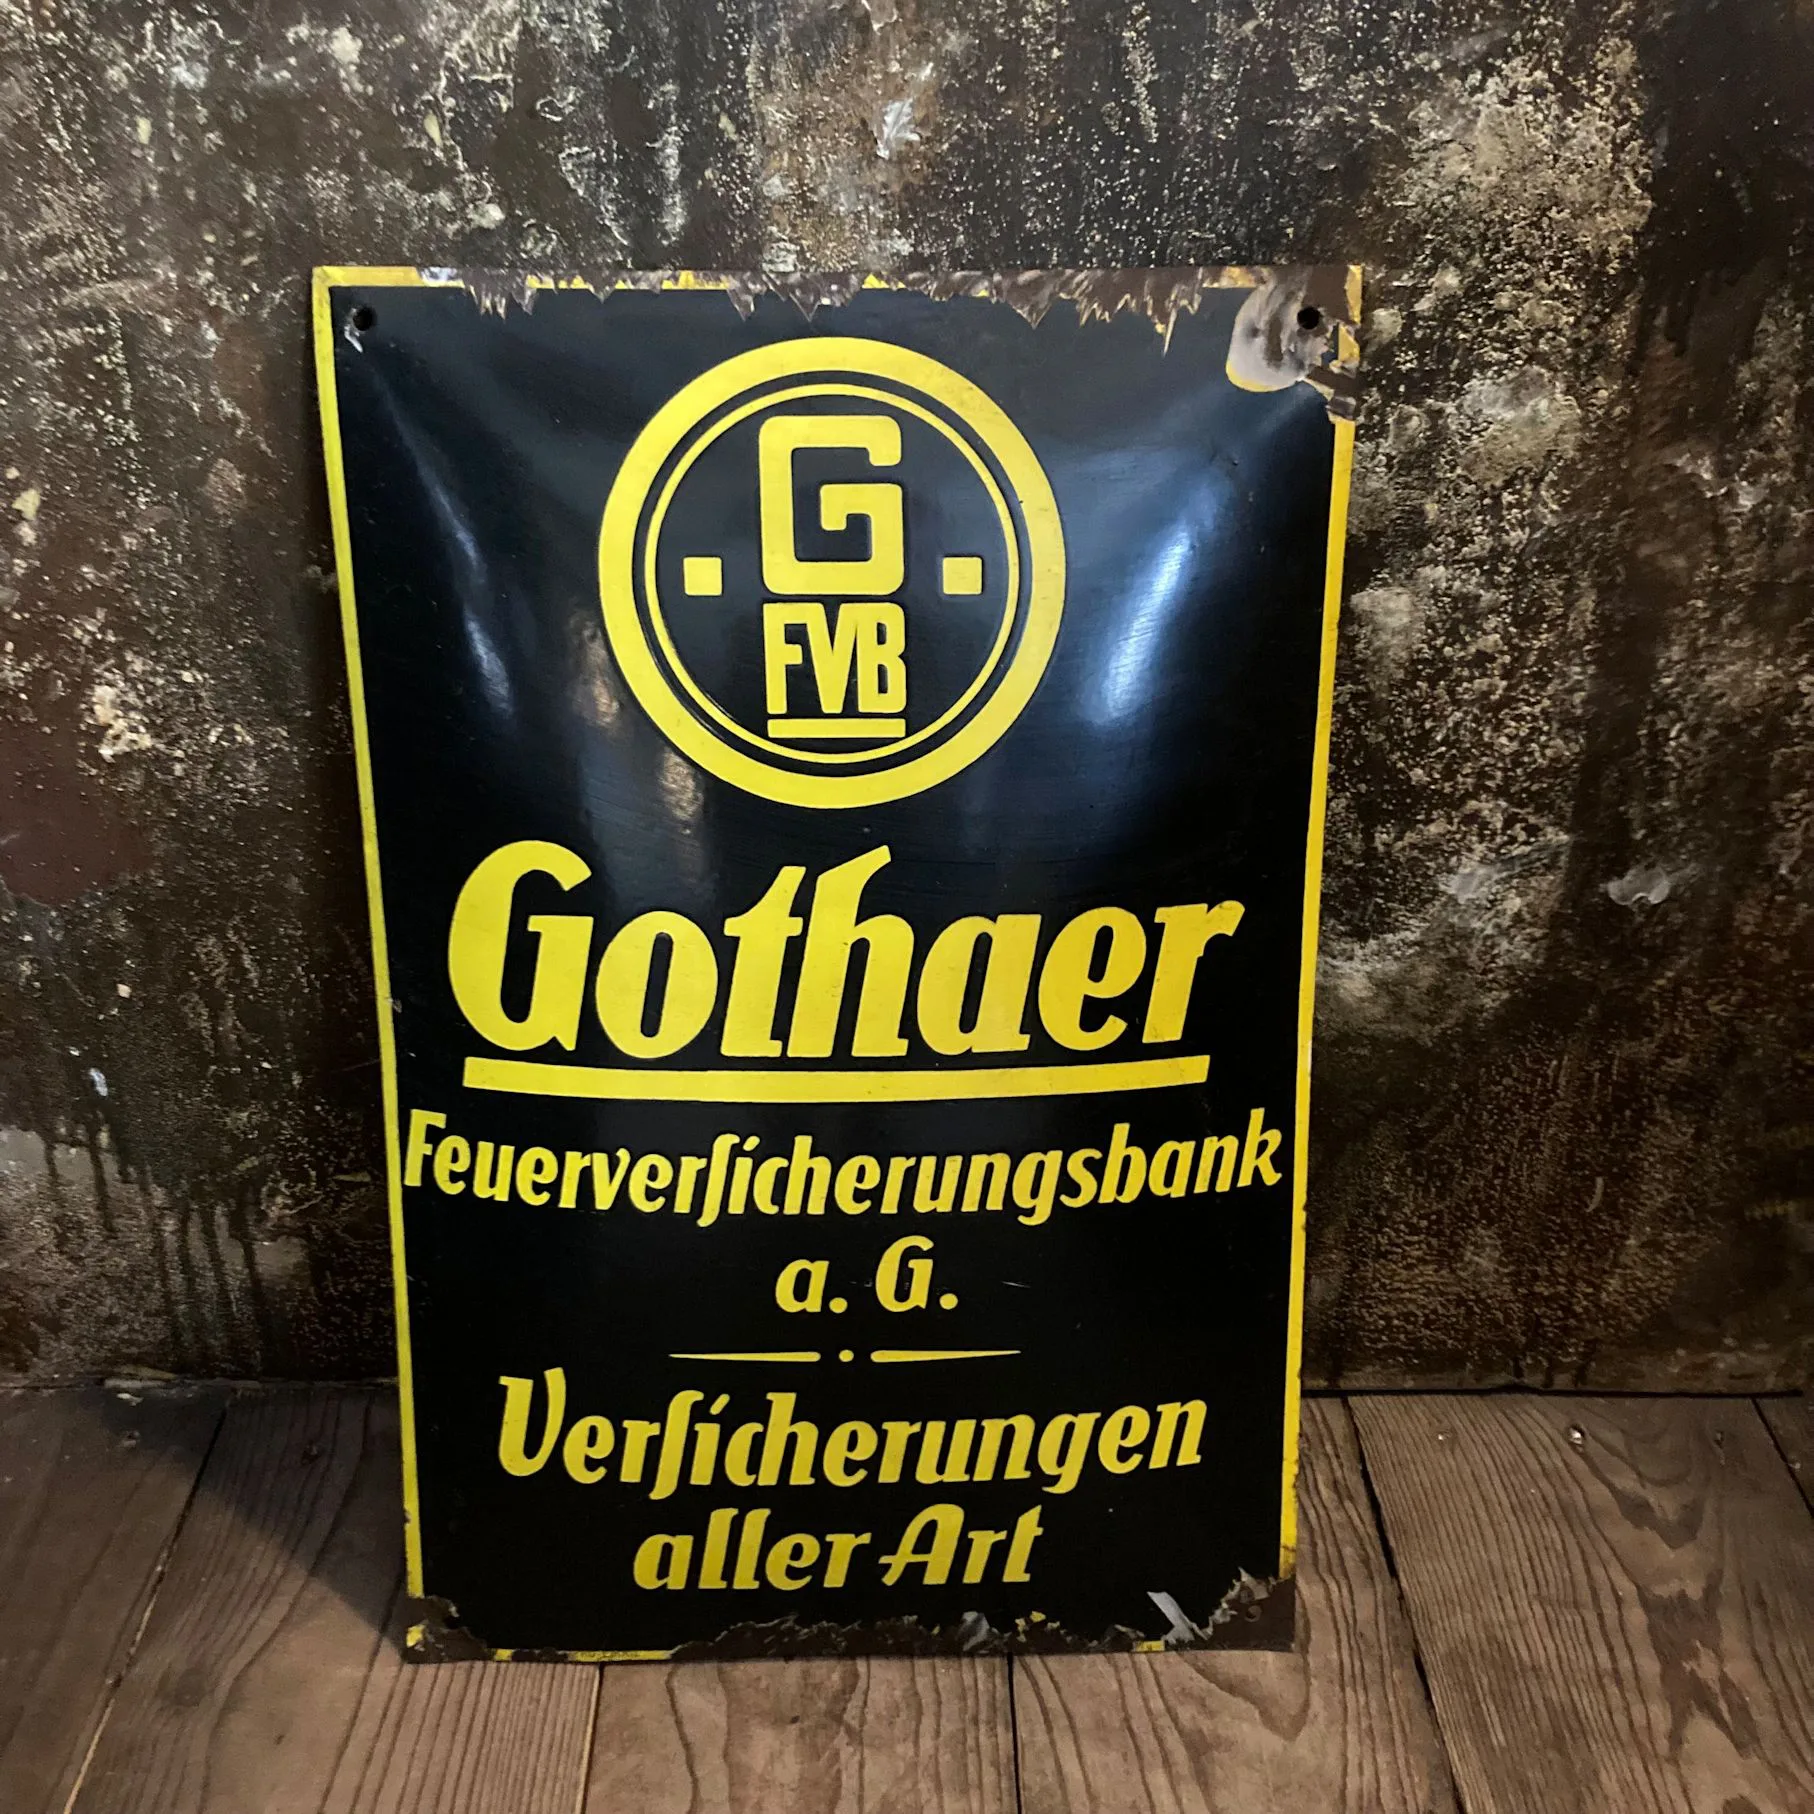 G
FVB
Gothaer
Feuerverſicherungsbank
a. G.
Verſicherungen
aller Art